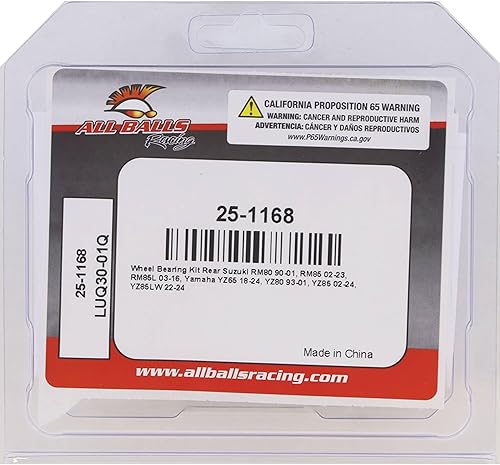 ALL BALLS
Racing
CALIFORNIA PROPOSITION 65 WARNING
WARNING: CANCER AND REPRODUCTIVE HARM
ADVERTENCIA: CÁNCER Y DAÑOS REPRODUCTIVOS
www.P65Warnings.ca.gov
25-1168
LUQ30-01Q
25-1168
Wheel Bearing Kit Rear Suzuki RM80 90-01, RM85 02-23,
RM85L 03-16, Yamaha YZ65 18-24, YZ80 93-01, YZ85 02-24,
YZ85LW 22-24
Made in China
www.allballsracing.com